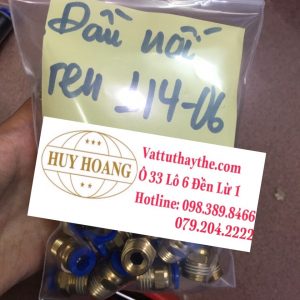 Đầu nối
ren 114-06
HUY HOANG
Vattuthaythe.com
Ô 33 Lô 6 Đền Lừ 1
Hotline: 098.389.8466
079.204.2222